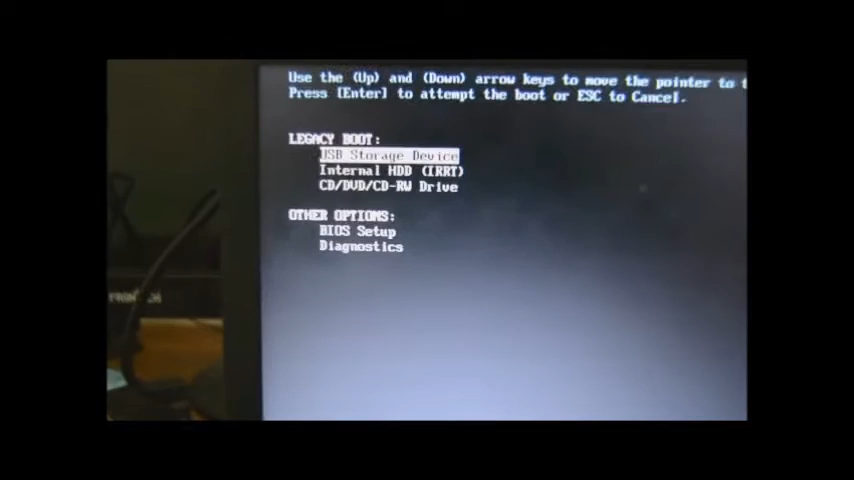 Use the (Up) and (Down) arrow keys to move the pointer to
Press [Enter] to attempt the boot or ESC to Cancel.
LEGACY BOOT:
USB Storage Device
Internal HDD (IRRT)
CD/DVD/CD-RW Drive
OTHER OPTIONS:
BIOS Setup
Diagnostics